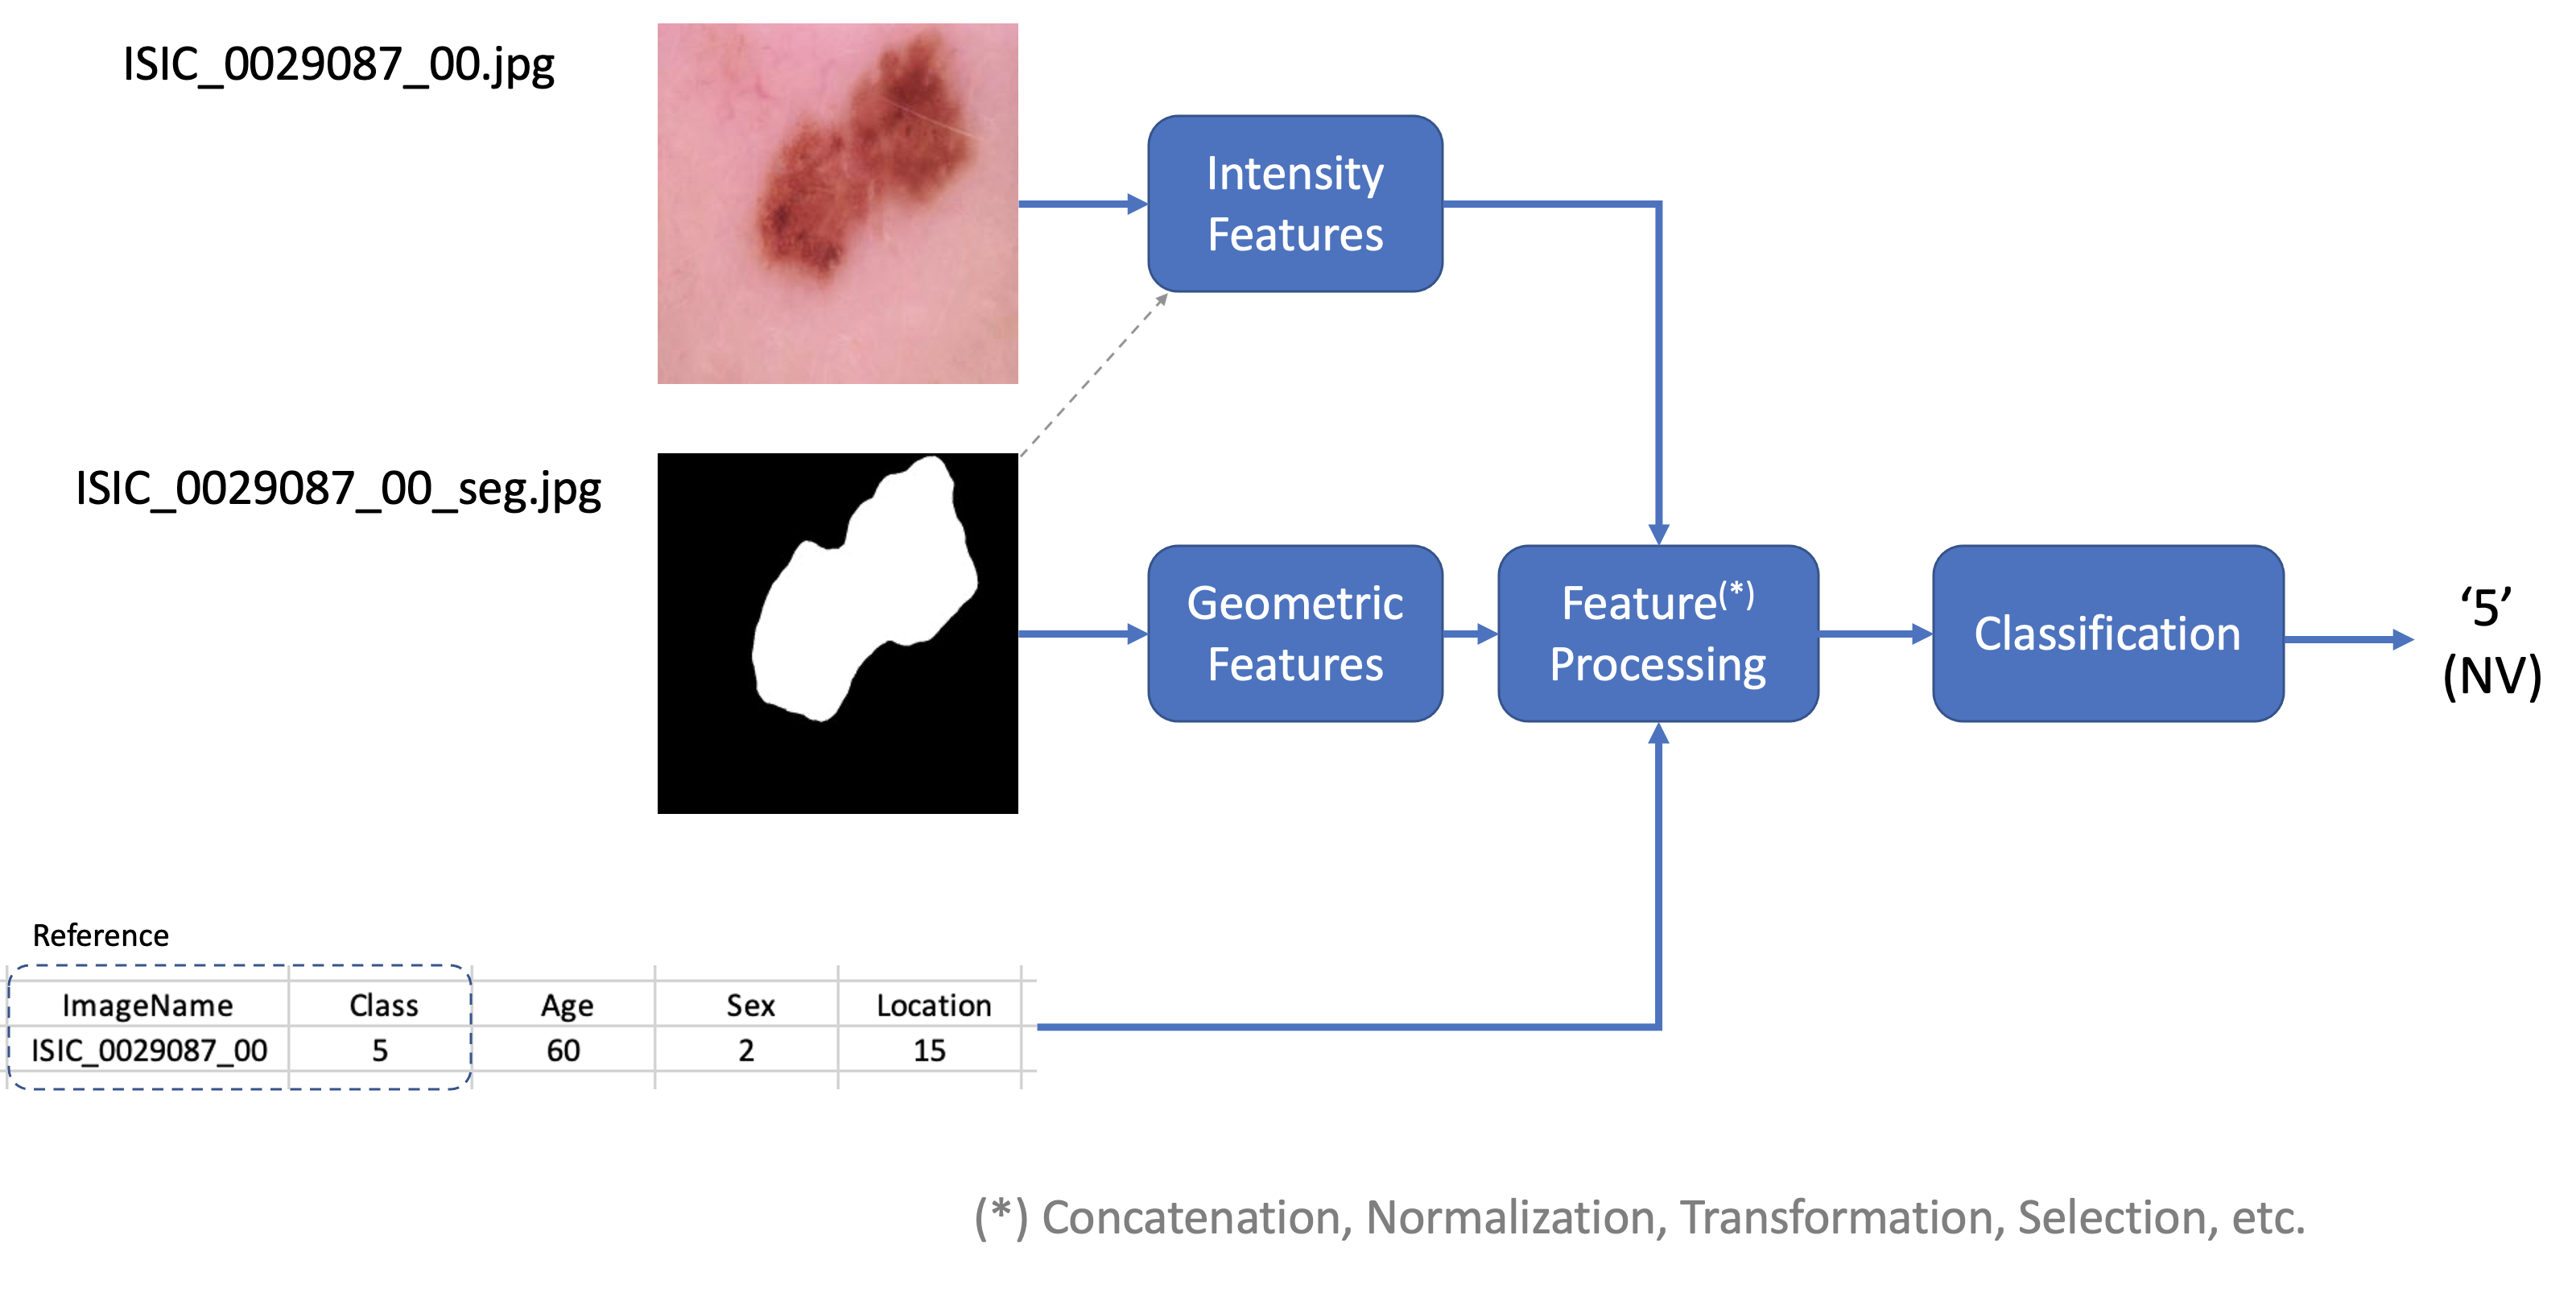 ISIC_0029087_00.jpg
Intensity
Features
ISIC_0029087_00_seg.jpg
Geometric
Features
Feature(*)
Processing
Classification
‘5’
(NV)
Reference
ImageName Class Age Sex Location
ISIC_0029087_00 5 60 2 15
(*) Concatenation, Normalization, Transformation, Selection, etc.